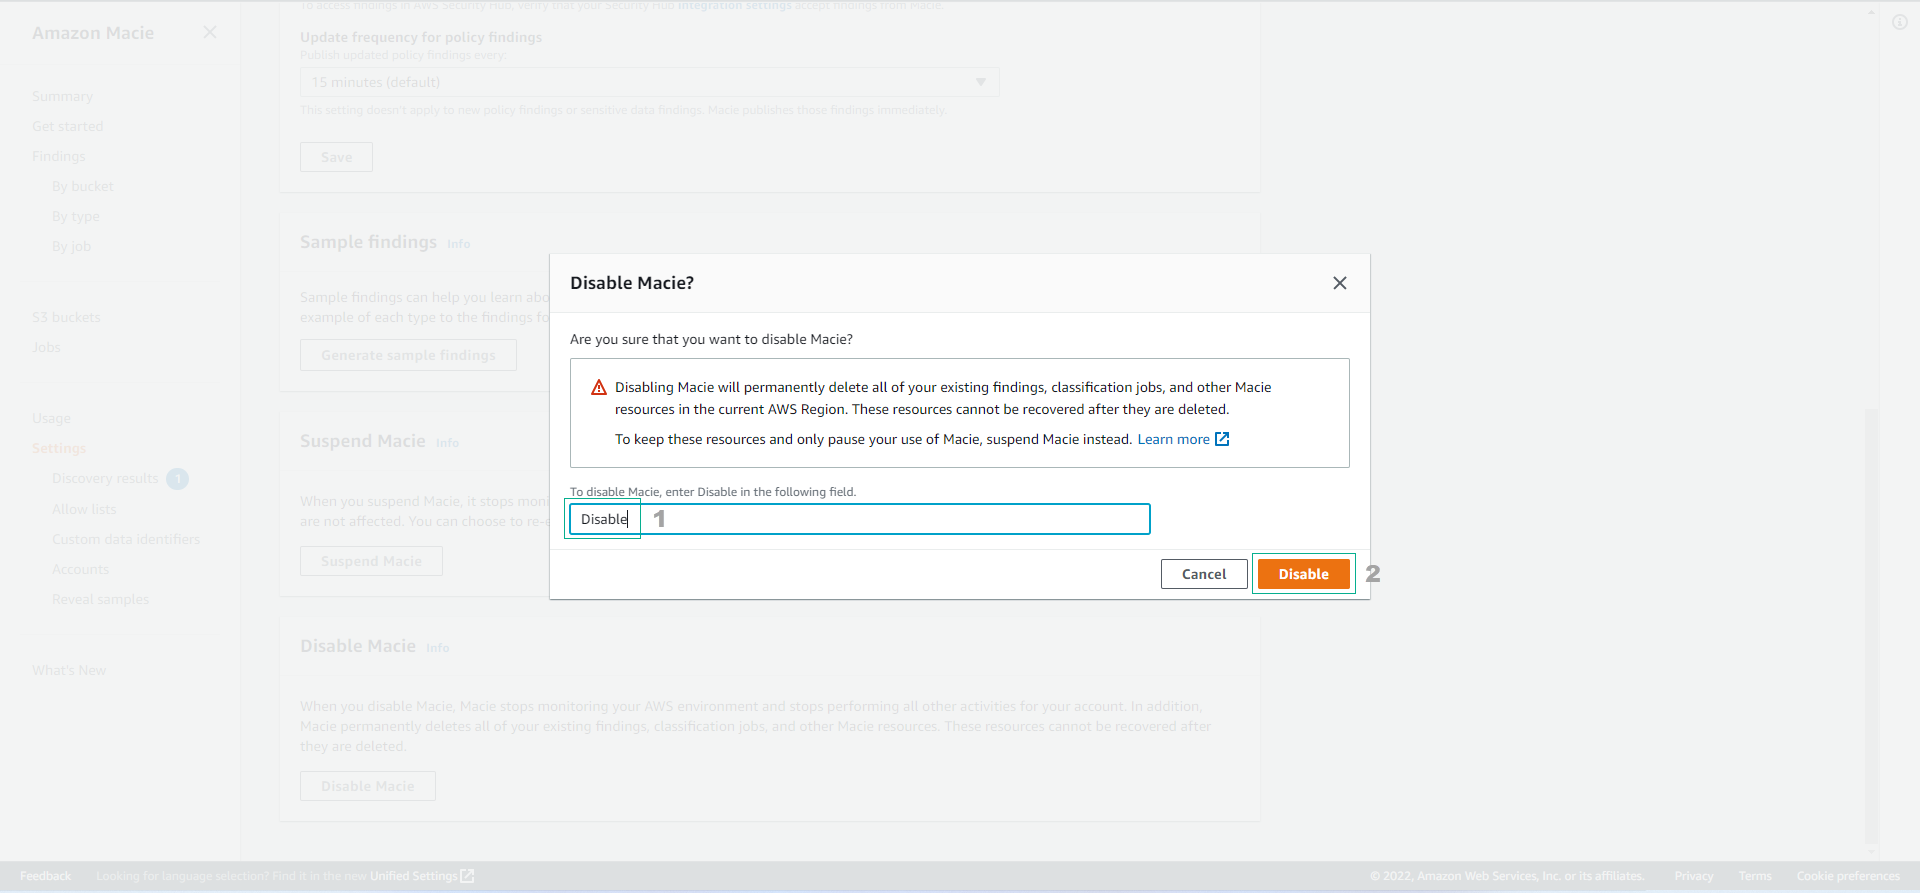 To access findings in AWS Security Hub, verify that your Security Hub integration settings accept findings from Macie.
Amazon Macie
Update frequency for policy findings
Publish updated policy findings every:
15 minutes (default)
This setting doesn't apply to new policy findings or sensitive data findings. Macie publishes those findings immediately.
Save
Summary
Get started
Findings
By bucket
By type
By job
S3 buckets
Jobs
Usage
Settings
Discovery results 1
Allow lists
Custom data identifiers
Accounts
Reveal samples
What's New
Sample findings Info
Sample findings can help you learn abo
example of each type to the findings fo
Generate sample findings
Suspend Macie Info
When you suspend Macie, it stops moni
are not affected. You can choose to re-e
Suspend Macie
Disable Macie?
Are you sure that you want to disable Macie?
Disabling Macie will permanently delete all of your existing findings, classification jobs, and other Macie
resources in the current AWS Region. These resources cannot be recovered after they are deleted.
To keep these resources and only pause your use of Macie, suspend Macie instead. Learn more
To disable Macie, enter Disable in the following field.
Disable 1
Cancel Disable 2
Disable Macie Info
When you disable Macie, Macie stops monitoring your AWS environment and stops performing all other activities for your account. In addition,
Macie permanently deletes all of your existing findings, classification jobs, and other Macie resources. These resources cannot be recovered after
they are deleted.
Disable Macie
Feedback Looking for language selection? Find it in the new Unified Settings © 2022, Amazon Web Services, Inc. or its affiliates. Privacy Terms Cookie preferences